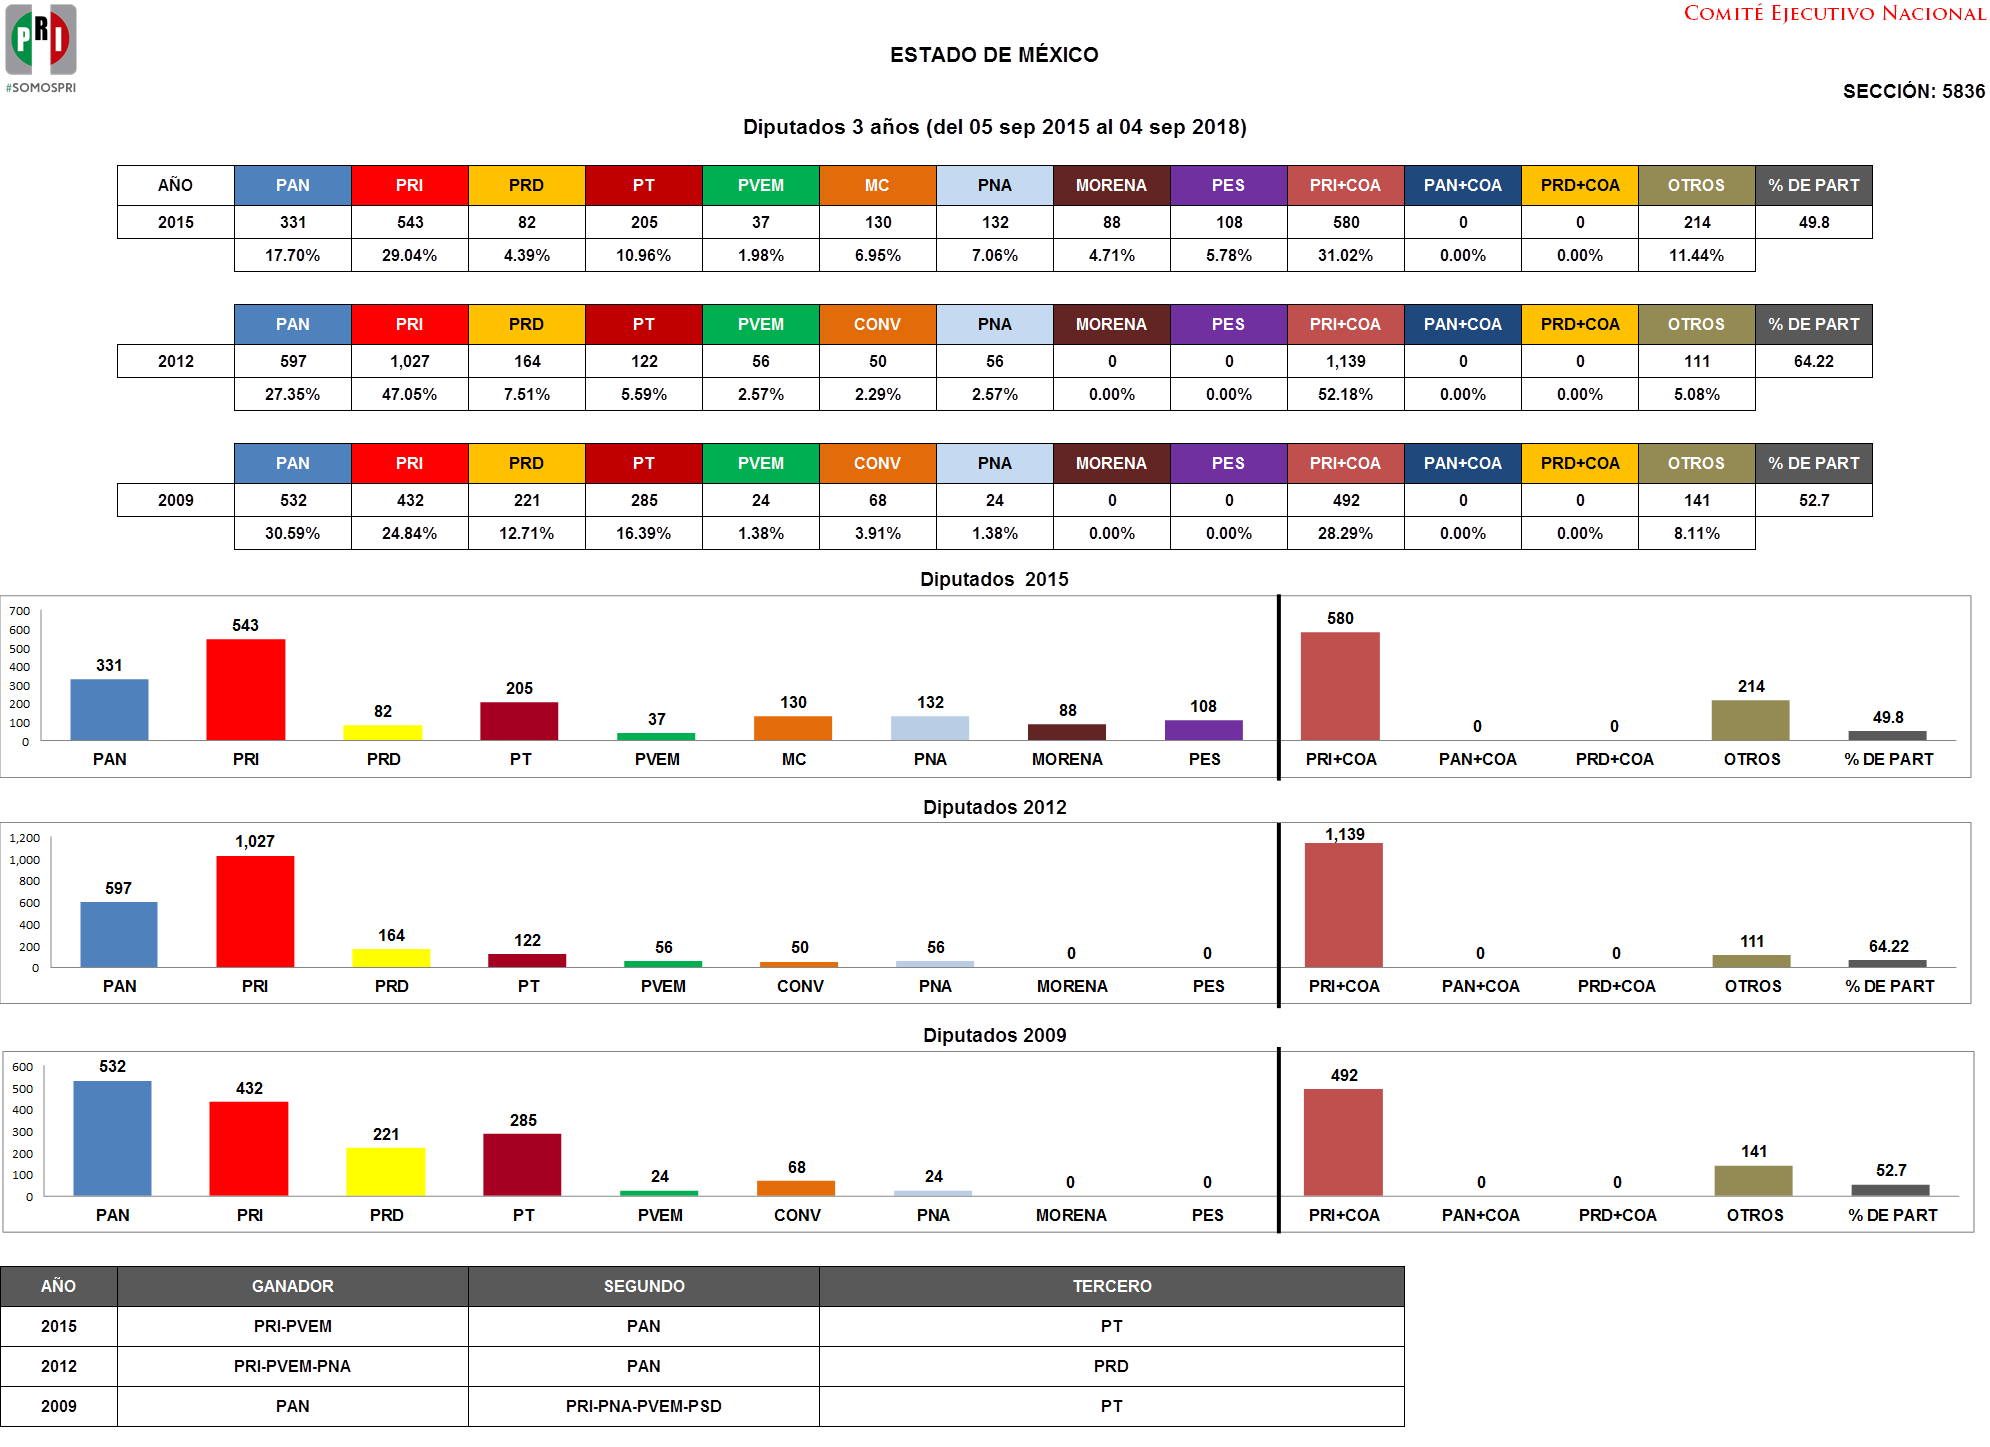 PRI
#SOMOSPRI
COMITÉ EJECUTIVO NACIONAL
ESTADO DE MÉXICO
SECCIÓN: 5836
Diputados 3 años (del 05 sep 2015 al 04 sep 2018)
AÑO PAN PRI PRD PT PVEM MC PNA MORENA PES PRI+COA PAN+COA PRD+COA OTROS % DE PART
2015 331 543 82 205 37 130 132 88 108 580 0 0 214 49.8
17.70% 29.04% 4.39% 10.96% 1.98% 6.95% 7.06% 4.71% 5.78% 31.02% 0.00% 0.00% 11.44%
PAN PRI PRD PT PVEM CONV PNA MORENA PES PRI+COA PAN+COA PRD+COA OTROS % DE PART
2012 597 1,027 164 122 56 50 56 0 0 1,139 0 0 111 64.22
27.35% 47.05% 7.51% 5.59% 2.57% 2.29% 2.57% 0.00% 0.00% 52.18% 0.00% 0.00% 5.08%
PAN PRI PRD PT PVEM CONV PNA MORENA PES PRI+COA PAN+COA PRD+COA OTROS % DE PART
2009 532 432 221 285 24 68 24 0 0 492 0 0 141 52.7
30.59% 24.84% 12.71% 16.39% 1.38% 3.91% 1.38% 0.00% 0.00% 28.29% 0.00% 0.00% 8.11%
Diputados 2015
700
600
500
400
300
200
100
0
331 543 82 205 37 130 132 88 108 580 0 0 214 49.8
PAN PRI PRD PT PVEM MC PNA MORENA PES PRI+COA PAN+COA PRD+COA OTROS % DE PART
Diputados 2012
1,200
1,000
800
600
400
200
0
597 1,027 164 122 56 50 56 0 0 1,139 0 0 111 64.22
PAN PRI PRD PT PVEM CONV PNA MORENA PES PRI+COA PAN+COA PRD+COA OTROS % DE PART
Diputados 2009
600
500
400
300
200
100
0
532 432 221 285 24 68 24 0 0 492 0 0 141 52.7
PAN PRI PRD PT PVEM CONV PNA MORENA PES PRI+COA PAN+COA PRD+COA OTROS % DE PART
AÑO GANADOR SEGUNDO TERCERO
2015 PRI-PVEM PAN PT
2012 PRI-PVEM-PNA PAN PRD
2009 PAN PRI-PNA-PVEM-PSD PT